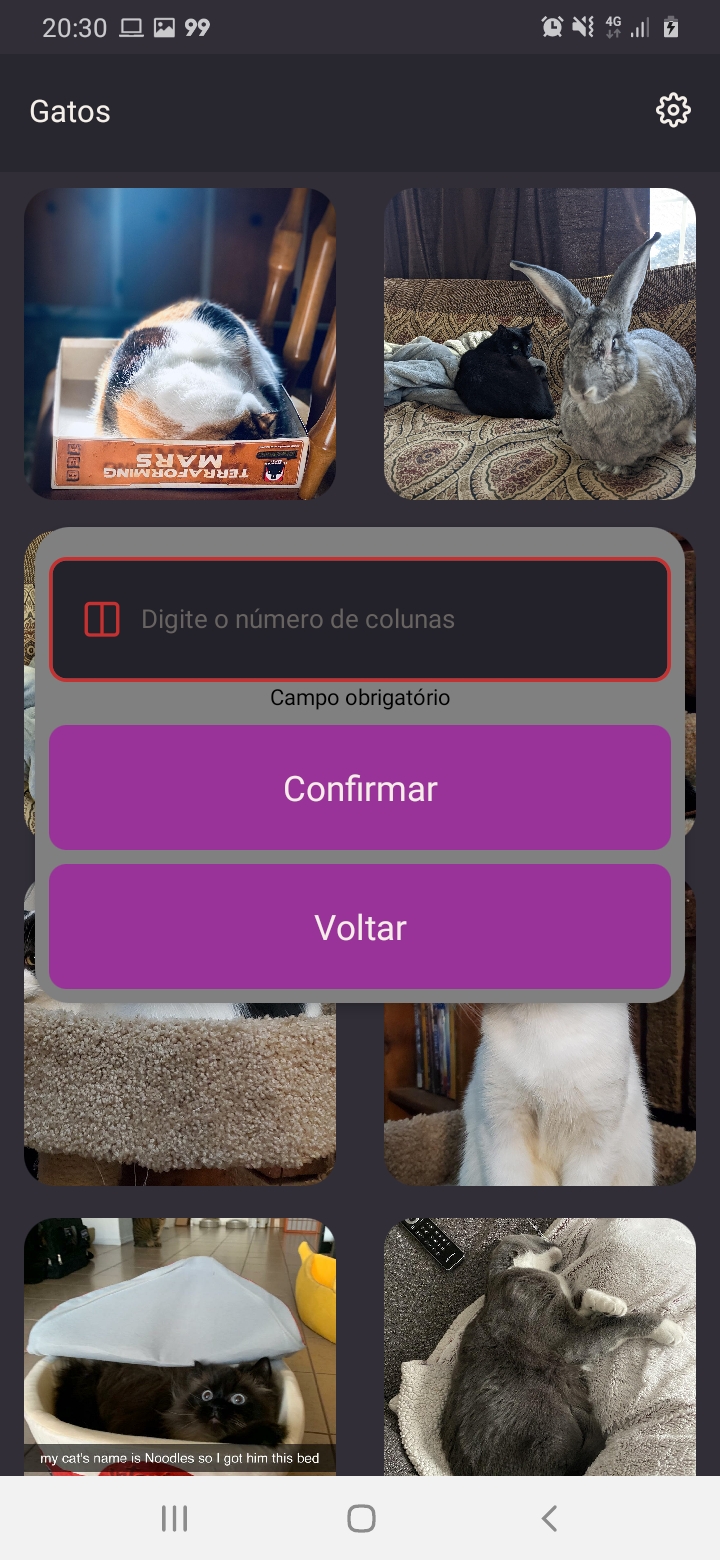 20:30
99
4G
Gatos
TERRAFORMING
MARS
Digite o número de colunas
Campo obrigatório
Confirmar
Voltar
my cat's name is Noodles so I got him this bed